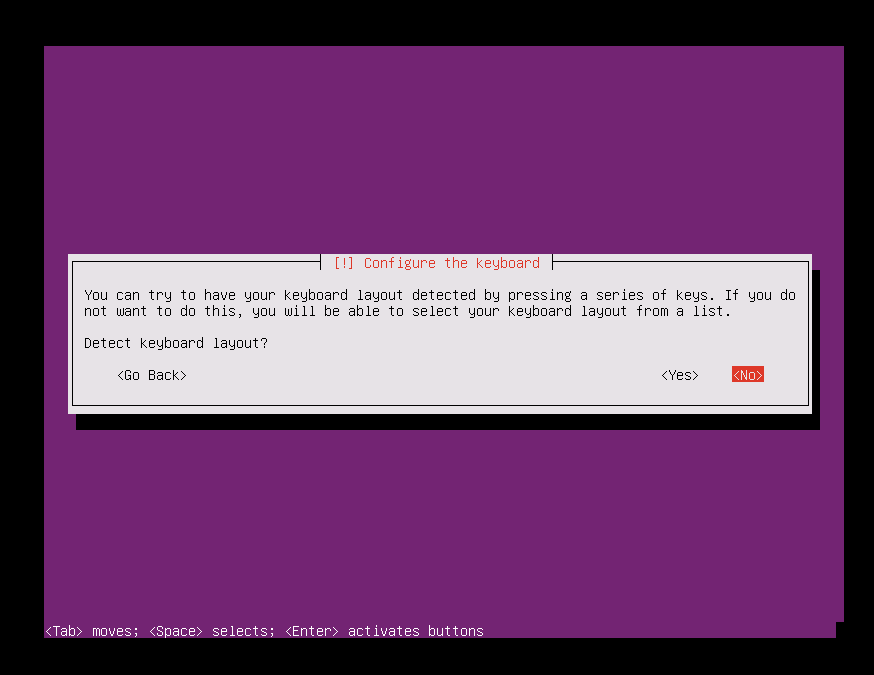 [!] Configure the keyboard
You can try to have your keyboard layout detected by pressing a series of keys. If you do
not want to do this, you will be able to select your keyboard layout from a list.
Detect keyboard layout?
<Go Back> <Yes> <No>
<Tab> moves; <Space> selects; <Enter> activates buttons